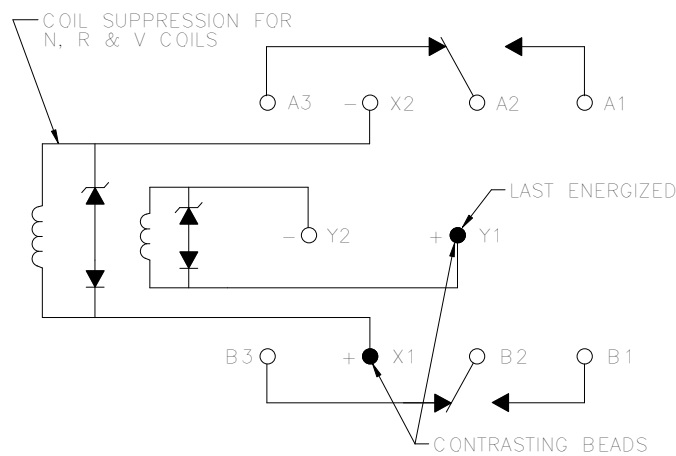 COIL SUPPRESSION FOR
N, R & V COILS
A3
- X2
A2
A1
LAST ENERGIZED
- Y2
+ Y1
B3
+ X1
B2
B1
CONTRASTING BEADS